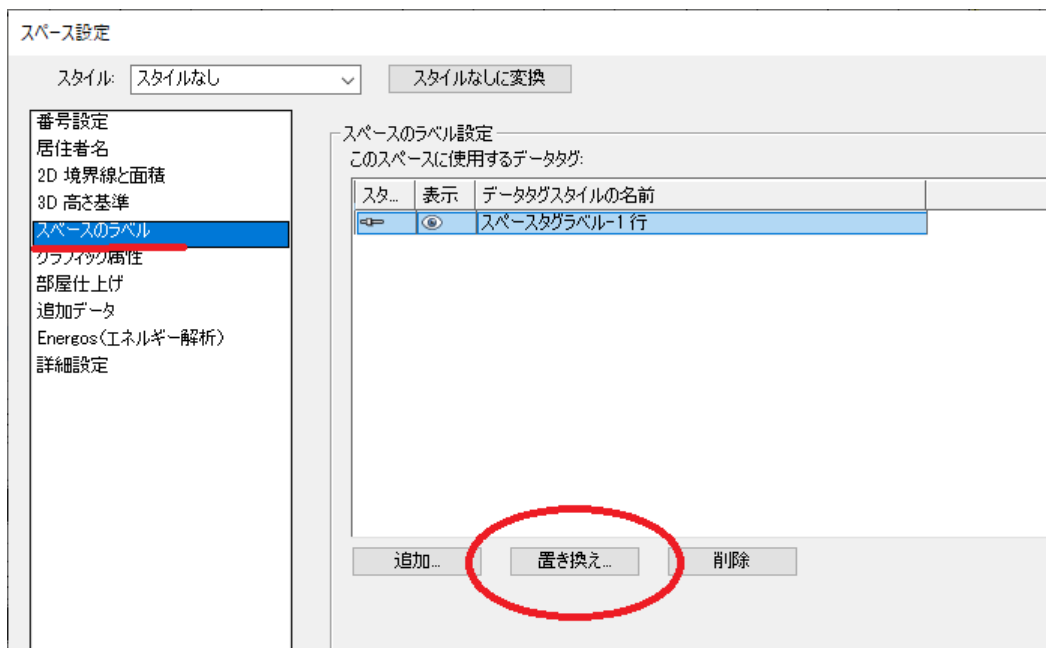 スペース設定
スタイル: スタイルなし スタイルなしに変換
番号設定
居住者名
2D 境界線と面積
3D 高さ基準
スペースのラベル
グラフィック属性
部屋仕上げ
追加データ
Energos(エネルギー解析)
詳細設定
スペースのラベル設定
このスペースに使用するデータタグ:
スタ... 表示 データタグスタイルの名前
スペースタグラベル-1 行
追加... 置き換え... 削除